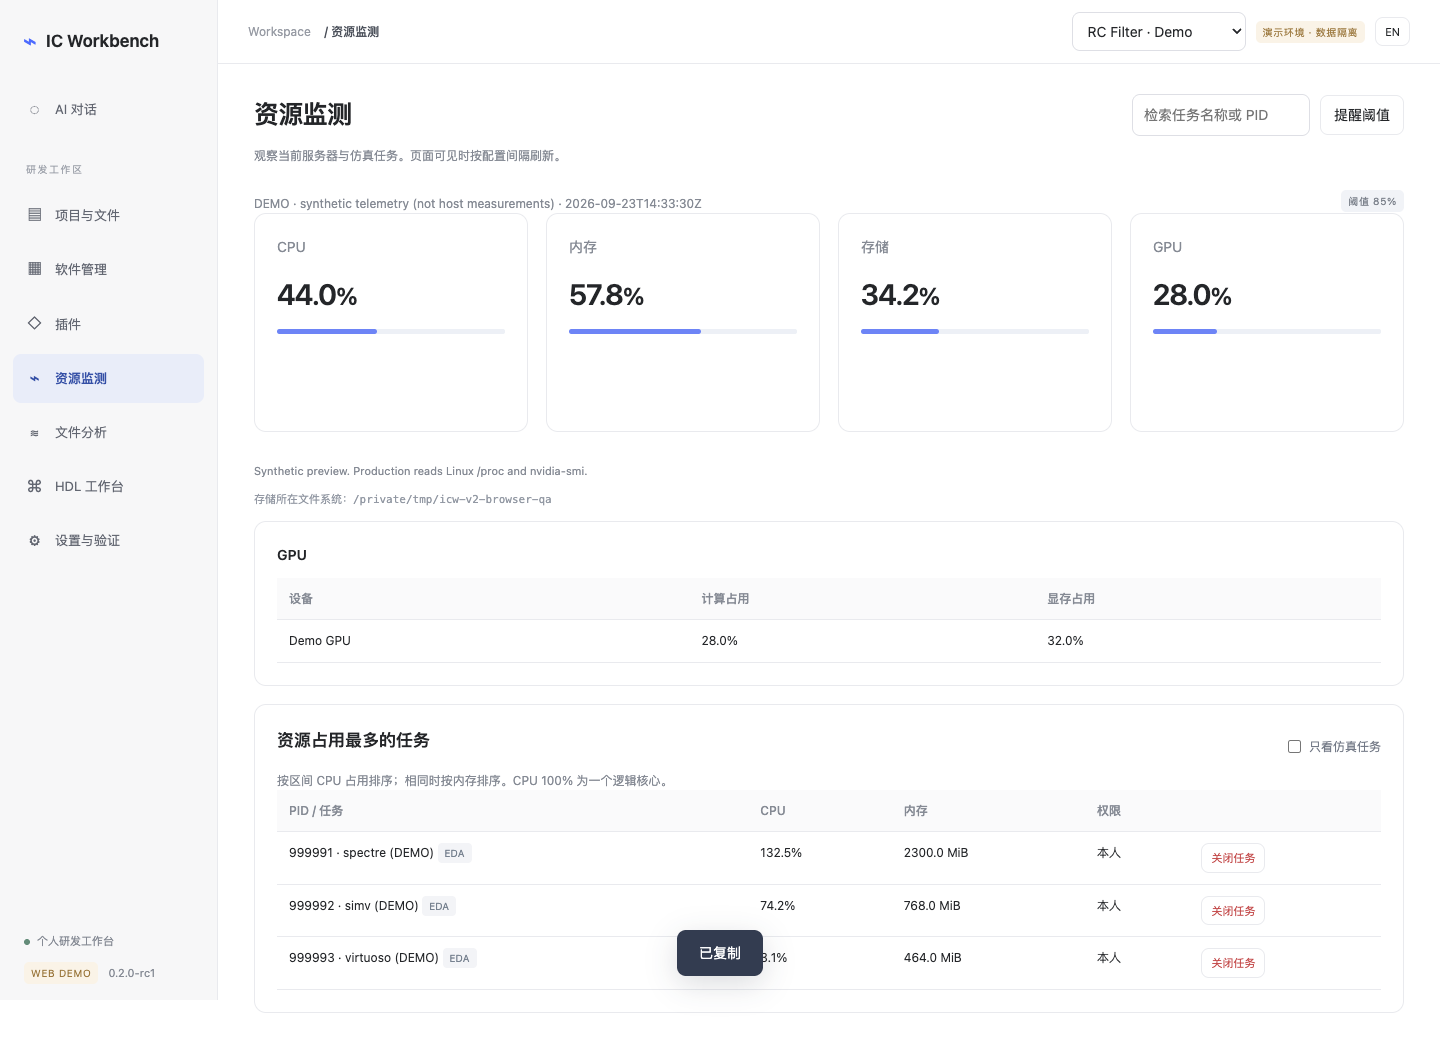 IC Workbench
Workspace / 资源监测
RC Filter · Demo
演示环境 · 数据隔离
EN
AI 对话
研发工作区
项目与文件
软件管理
插件
资源监测
文件分析
HDL 工作台
设置与验证
个人研发工作台
WEB DEMO 0.2.0-rc1
资源监测
检索任务名称或 PID
提醒阈值
观察当前服务器与仿真任务。页面可见时按配置间隔刷新。
DEMO · synthetic telemetry (not host measurements) · 2026-09-23T14:33:30Z
阈值 85%
CPU
44.0%
内存
57.8%
存储
34.2%
GPU
28.0%
Synthetic preview. Production reads Linux /proc and nvidia-smi.
存储所在文件系统：/private/tmp/icw-v2-browser-qa
GPU
设备 计算占用 显存占用
Demo GPU 28.0% 32.0%
资源占用最多的任务
只看仿真任务
按区间 CPU 占用排序；相同时按内存排序。CPU 100% 为一个逻辑核心。
PID / 任务 CPU 内存 权限
999991 · spectre (DEMO) EDA 132.5% 2300.0 MiB 本人 关闭任务
999992 · simv (DEMO) EDA 74.2% 768.0 MiB 本人 关闭任务
999993 · virtuoso (DEMO) EDA .1% 464.0 MiB 本人 关闭任务
已复制